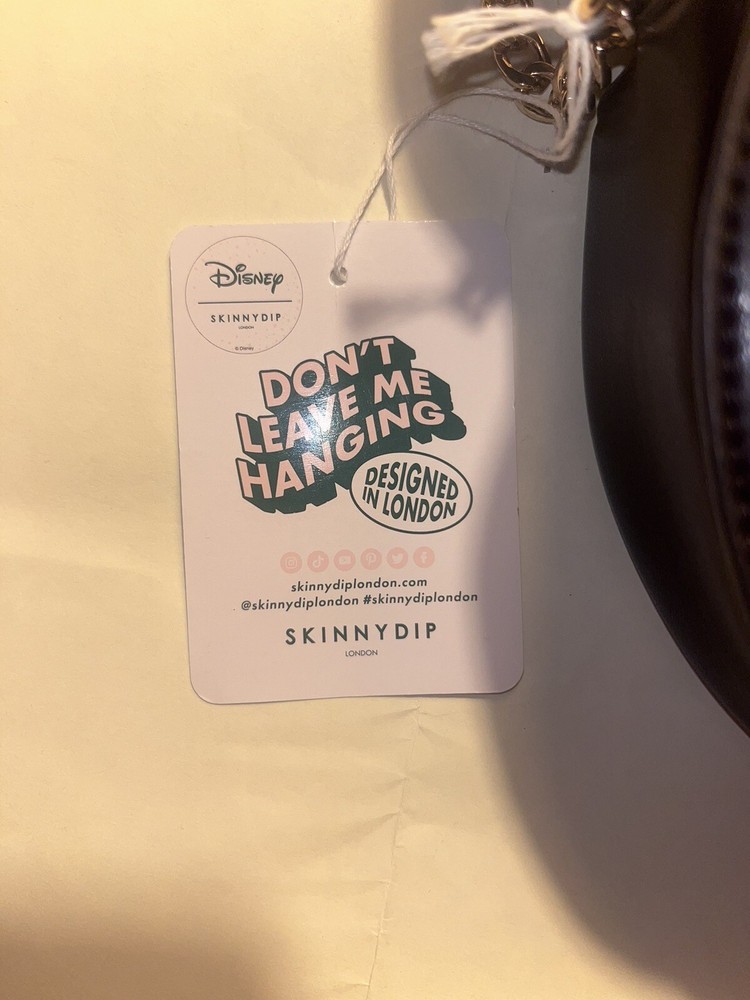 Disney
SKINNYDIP
LONDON
© Disney
DON'T
LEAVE ME
HANGING
DESIGNED
IN LONDON
skinnydiplondon.com
@skinnydiplondon #skinnydiplondon
SKINNYDIP
LONDON